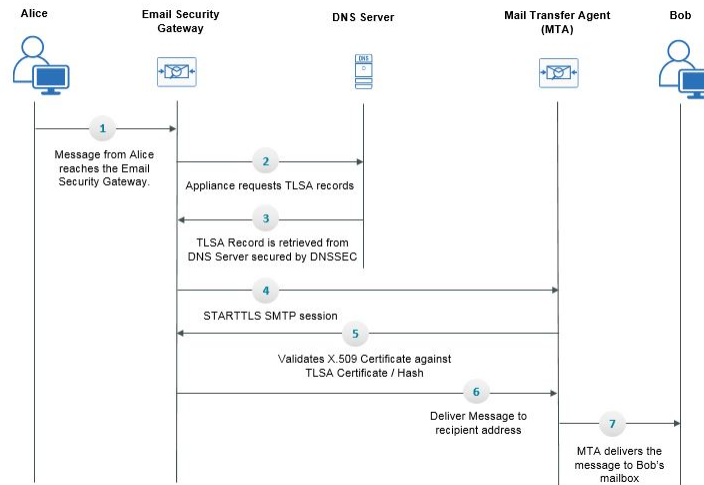 Alice
Email Security
Gateway
DNS Server
Mail Transfer Agent
(MTA)
Bob
DNS
1
Message from Alice
reaches the Email
Security Gateway.
2
Appliance requests TLSA records
3
TLSA Record is retrieved from
DNS Server secured by DNSSEC
4
STARTTLS SMTP session
5
Validates X.509 Certificate against
TLSA Certificate / Hash
6
Deliver Message to
recipient address
7
MTA delivers the
message to Bob's
mailbox